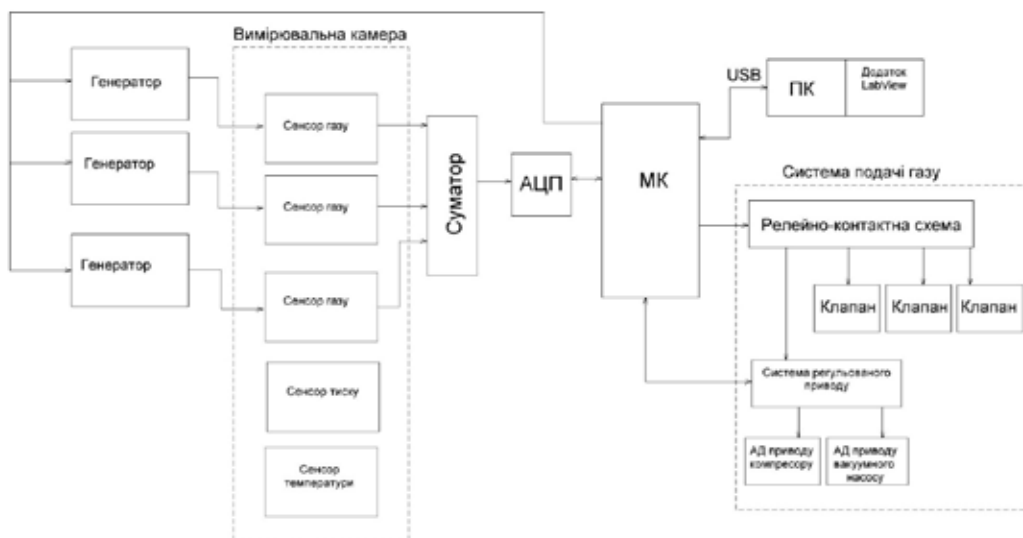 Вимірювальна камера
Генератор
Сенсор газу
USB
ПК
Додаток
LabView
Генератор
Сенсор газу
Суматор
АЦП
МК
Система подачі газу
Релейно-контактна схема
Генератор
Сенсор газу
Клапан
Клапан
Клапан
Сенсор тиску
Система регульованого
приводу
Сенсор
температури
АД приводу
компресору
АД приводу
вакуумного
насосу